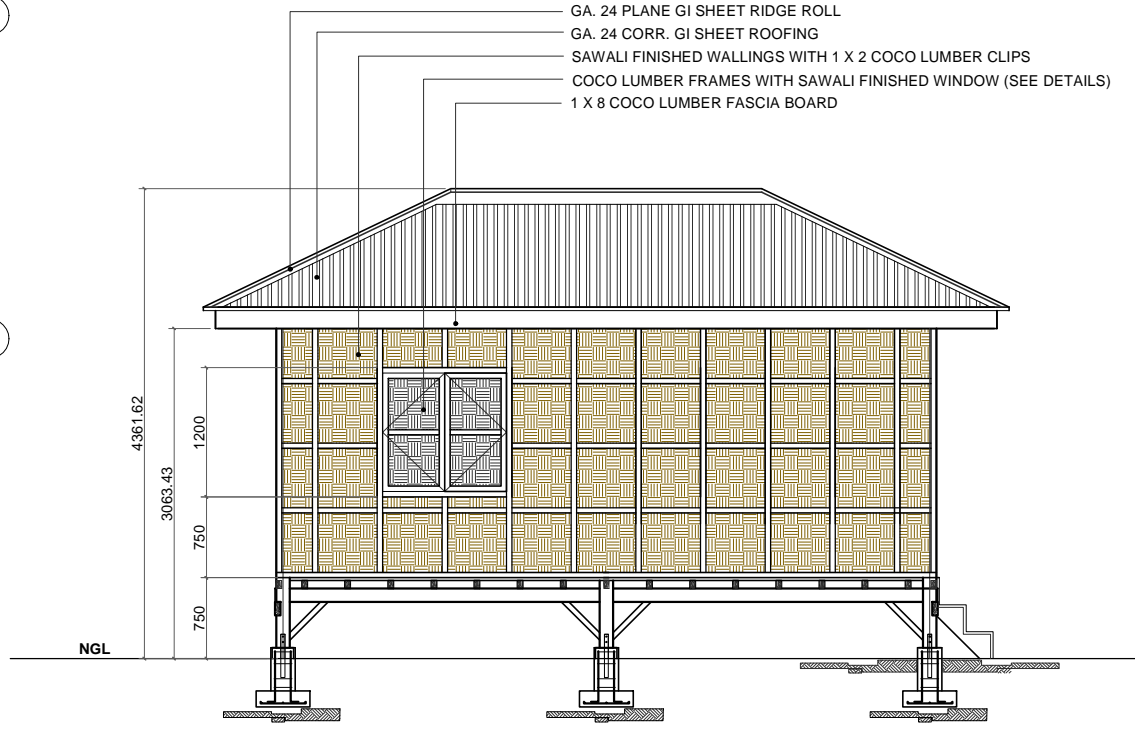 GA. 24 PLANE GI SHEET RIDGE ROLL
GA. 24 CORR. GI SHEET ROOFING
SAWALI FINISHED WALLINGS WITH 1 X 2 COCO LUMBER CLIPS
COCO LUMBER FRAMES WITH SAWALI FINISHED WINDOW (SEE DETAILS)
1 X 8 COCO LUMBER FASCIA BOARD
4361.62
3063.43
1200
750
750
NGL